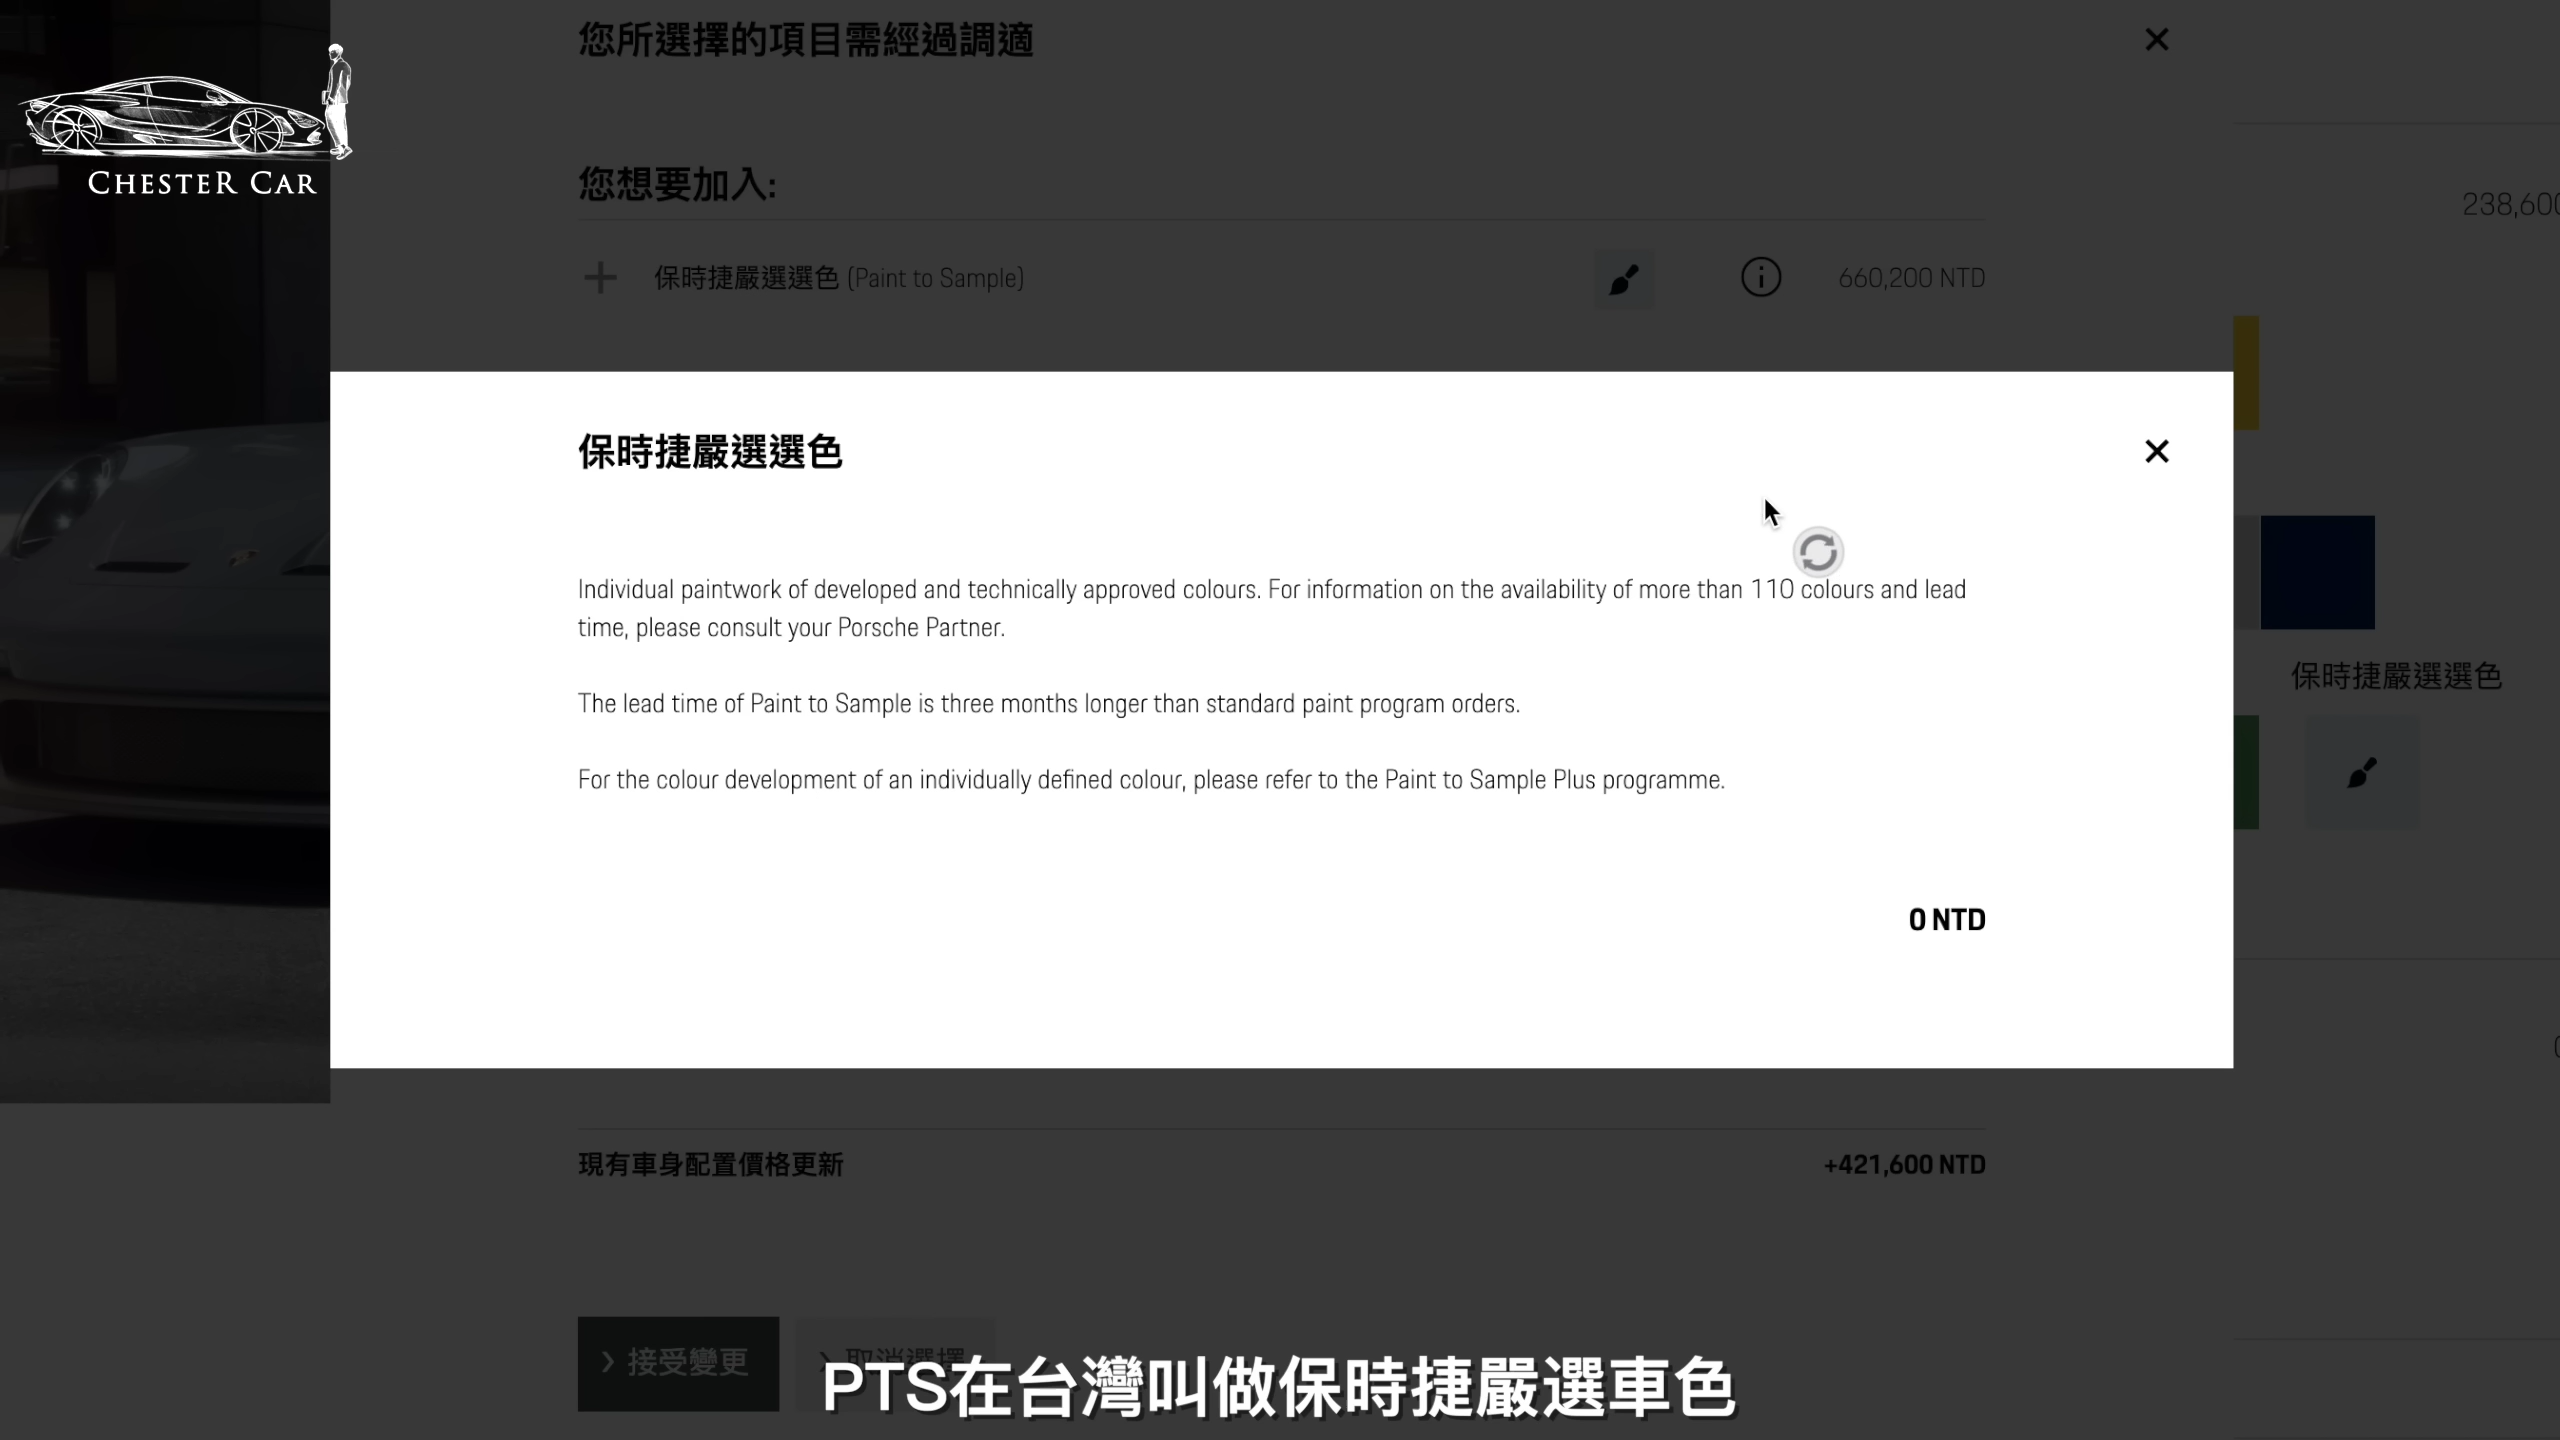 您所選擇的項目需經過調適
CHESTER CAR
您想要加入:
238,600
保時捷嚴選選色 (Paint to Sample)
660,200 NTD
保時捷嚴選選色
Individual paintwork of developed and technically approved colours. For information on the availability of more than 110 colours and lead
time, please consult your Porsche Partner.
保時捷嚴選選色
The lead time of Paint to Sample is three months longer than standard paint program orders.
For the colour development of an individually defined colour, please refer to the Paint to Sample Plus programme.
0 NTD
現有車身配置價格更新
+421,600 NTD
接受變更
取消選擇
PTS在台灣叫做保時捷嚴選車色